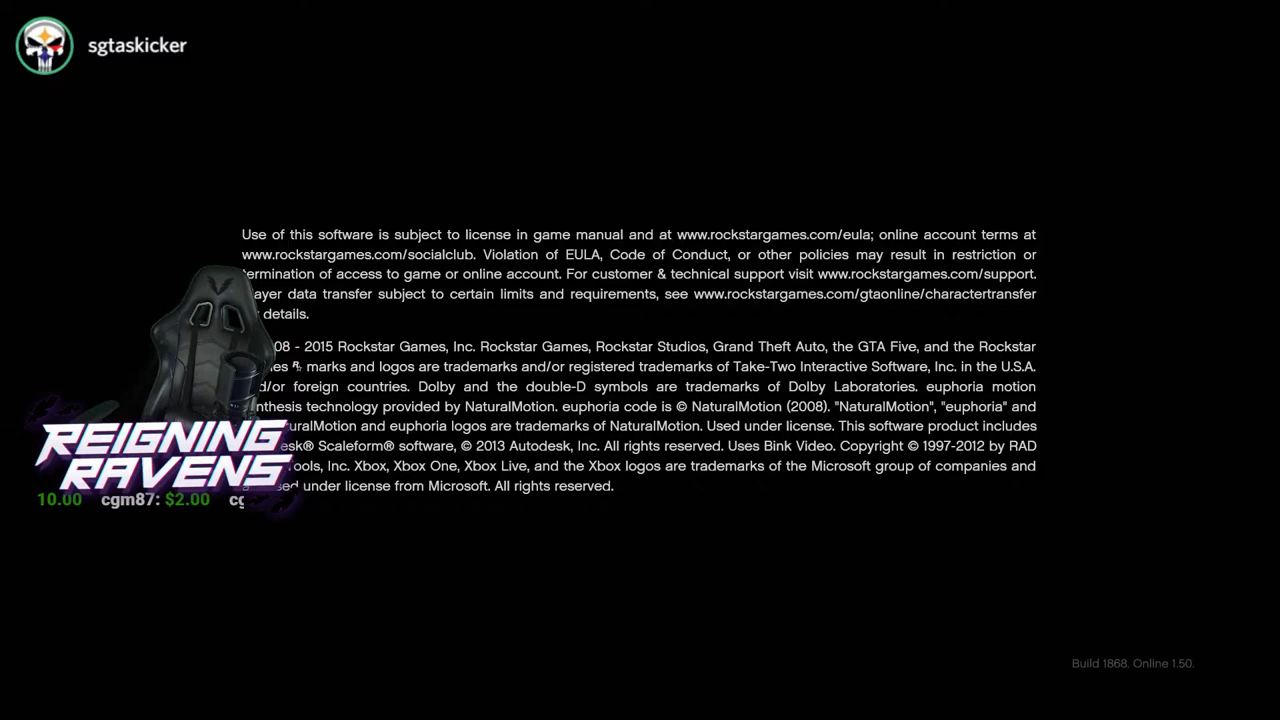 sgtaskicker
Use of this software is subject to license in game manual and at www.rockstargames.com/eula; online account terms at
www.rockstargames.com/socialclub. Violation of EULA, Code of Conduct, or other policies may result in restriction or
termination of access to game or online account. For customer & technical support visit www.rockstargames.com/support.
ayer data transfer subject to certain limits and requirements, see www.rockstargames.com/gtaonline/charactertransfer
details.
08 - 2015 Rockstar Games, Inc. Rockstar Games, Rockstar Studios, Grand Theft Auto, the GTA Five, and the Rockstar
es marks and logos are trademarks and/or registered trademarks of Take-Two Interactive Software, Inc. in the U.S.A.
d/or foreign countries. Dolby and the double-D symbols are trademarks of Dolby Laboratories. euphoria motion
nthesis technology provided by NaturalMotion. euphoria code is © NaturalMotion (2008). "NaturalMotion", "euphoria" and
uralMotion and euphoria logos are trademarks of NaturalMotion. Used under license. This software product includes
esk® Scaleform® software, © 2013 Autodesk, Inc. All rights reserved. Uses Bink Video. Copyright © 1997-2012 by RAD
ools, Inc. Xbox, Xbox One, Xbox Live, and the Xbox logos are trademarks of the Microsoft group of companies and
sed under license from Microsoft. All rights reserved.
REIGNING
RAVENS
10.00 cgm87: $2.00 cg
Build 1868. Online 1.50.